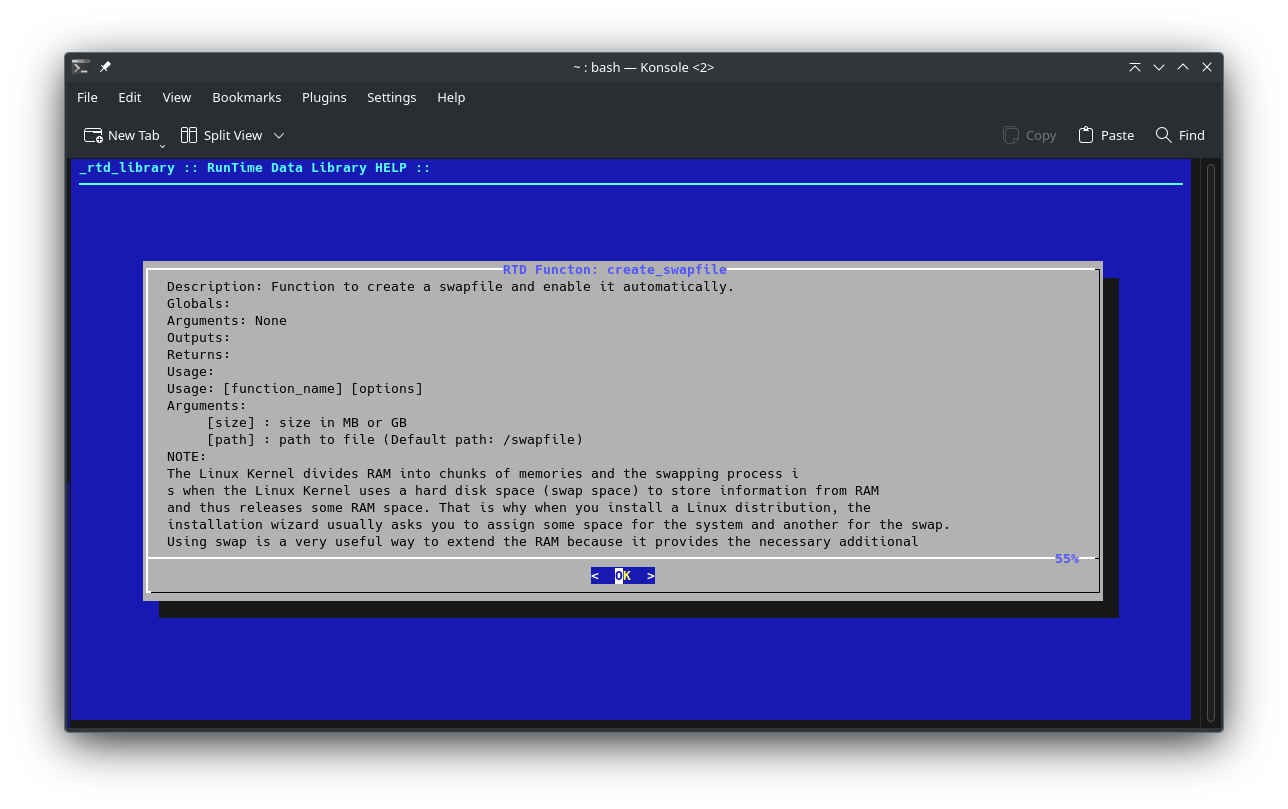 ~ : bash — Konsole <2>
File Edit View Bookmarks Plugins Settings Help
New Tab Split View Copy Paste Find
_rtd_library :: RunTime Data Library HELP ::
RTD Functon: create_swapfile
Description: Function to create a swapfile and enable it automatically.
Globals:
Arguments: None
Outputs:
Returns:
Usage:
Usage: [function_name] [options]
Arguments:
[size] : size in MB or GB
[path] : path to file (Default path: /swapfile)
NOTE:
The Linux Kernel divides RAM into chunks of memories and the swapping process i
s when the Linux Kernel uses a hard disk space (swap space) to store information from RAM
and thus releases some RAM space. That is why when you install a Linux distribution, the
installation wizard usually asks you to assign some space for the system and another for the swap.
Using swap is a very useful way to extend the RAM because it provides the necessary additional
55%
< OK >